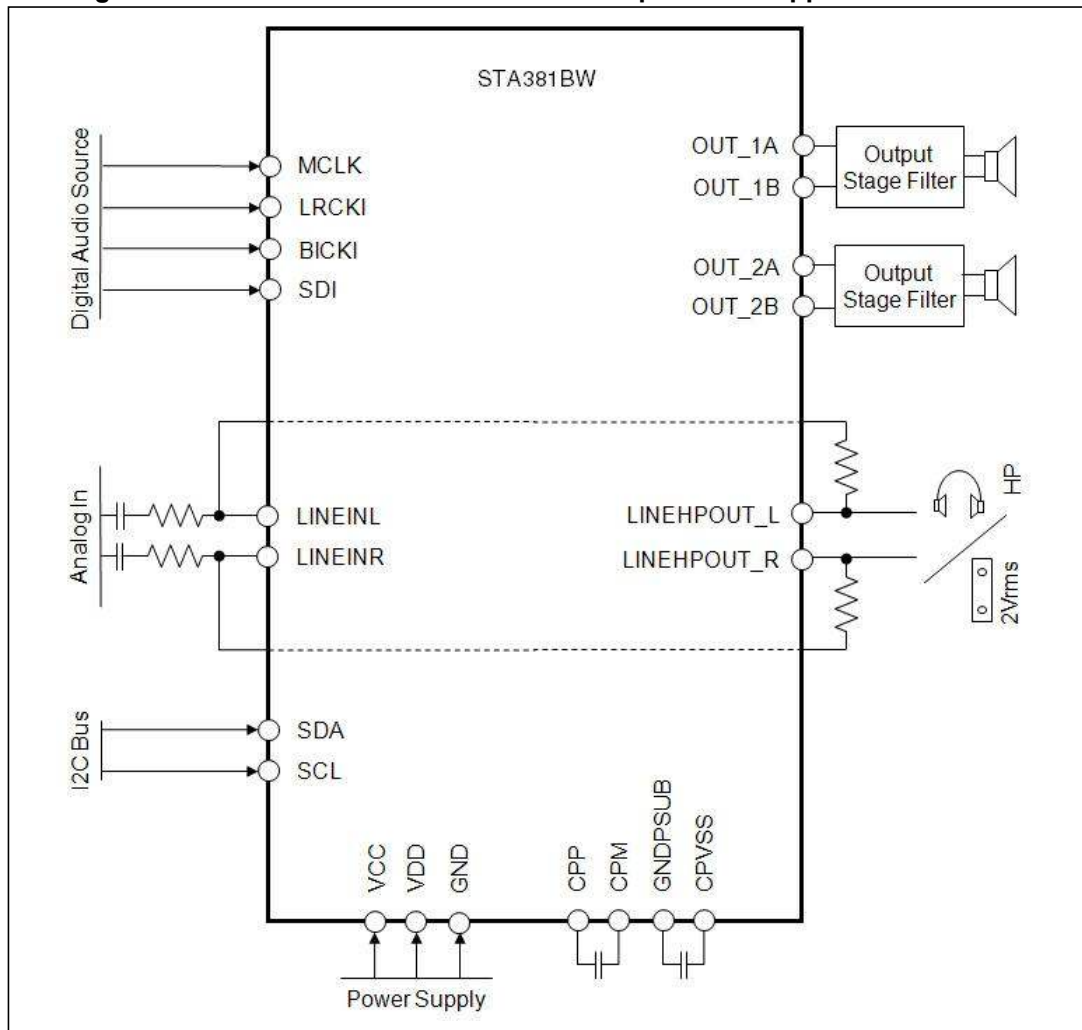 STA381BW
Digital Audio Source
MCLK
LRCKI
BICKI
SDI
OUT_1A
OUT_1B
Output
Stage Filter
OUT_2A
OUT_2B
Output
Stage Filter
Analog In
LINEINL
LINEINR
LINEHPOUT_L
LINEHPOUT_R
HP
2Vrms
I2C Bus
SDA
SCL
VCC
VDD
GND
CPP
CPM
GNDPSUB
CPVSS
Power Supply